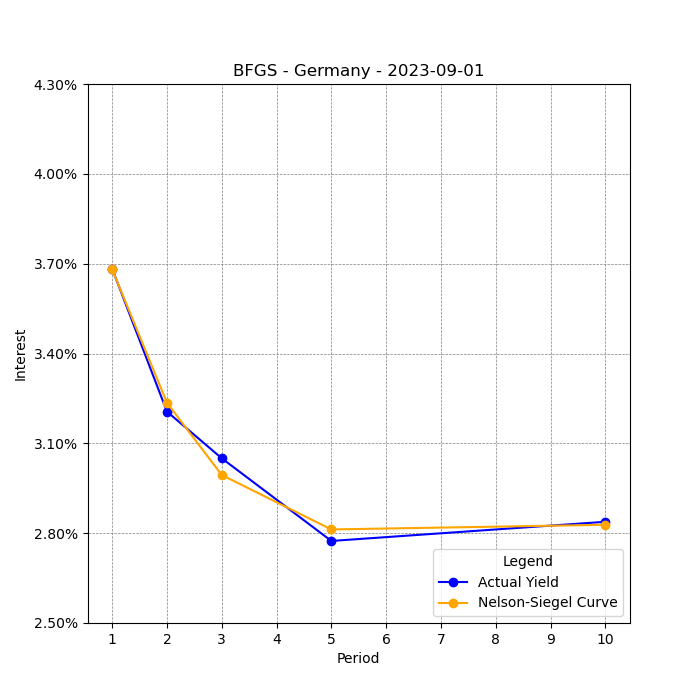 BFGS - Germany - 2023-09-01
4.30%
4.00%
3.70%
3.40%
3.10%
2.80%
2.50%
Interest
1 2 3 4 5 6 7 8 9 10
Period
Legend
Actual Yield
Nelson-Siegel Curve